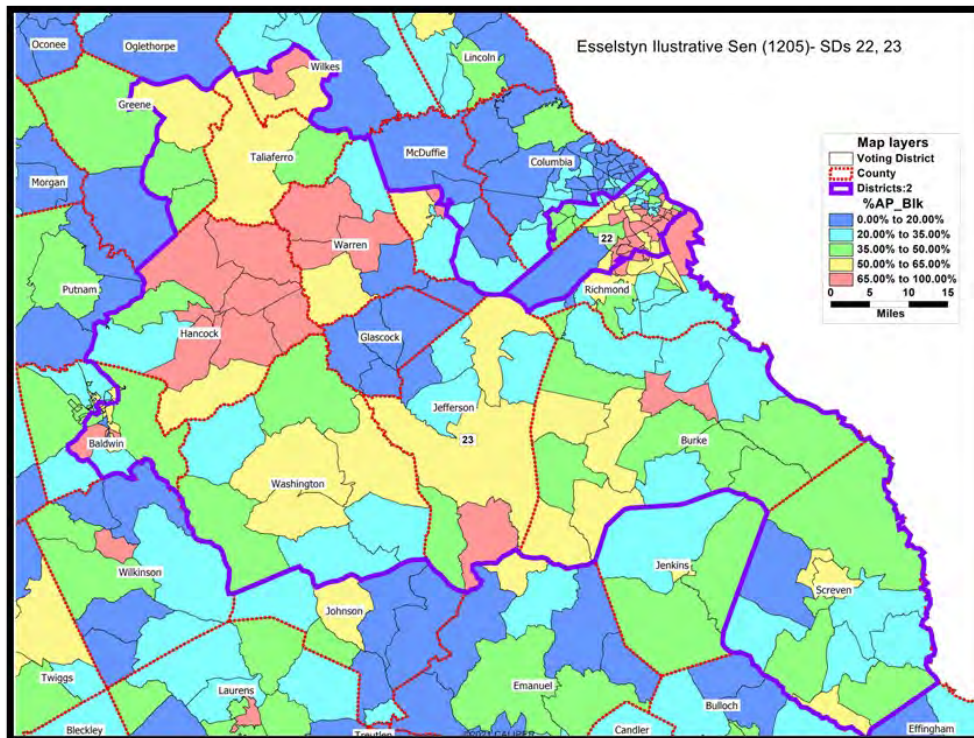 Esselstyn Ilustrative Sen (1205)- SDs 22, 23
Oconee
Oglethorpe
Wilkes
Lincoln
Greene
Taliaferro
McDuffie
Columbia
Morgan
Map layers
Voting District
County
Districts:2
%AP_Blk
0.00% to 20.00%
20.00% to 35.00%
35.00% to 50.00%
50.00% to 65.00%
65.00% to 100.00%
0 5 10 15
Miles
Warren
22
Putnam
Richmond
Hancock
Glascock
Jefferson
23
Baldwin
Burke
Washington
Wilkinson
Jenkins
Screven
Johnson
Twiggs
Laurens
Emanuel
Bulloch
Bleckley
Treutlen
©2021 CALIPER
Candler
Effingham